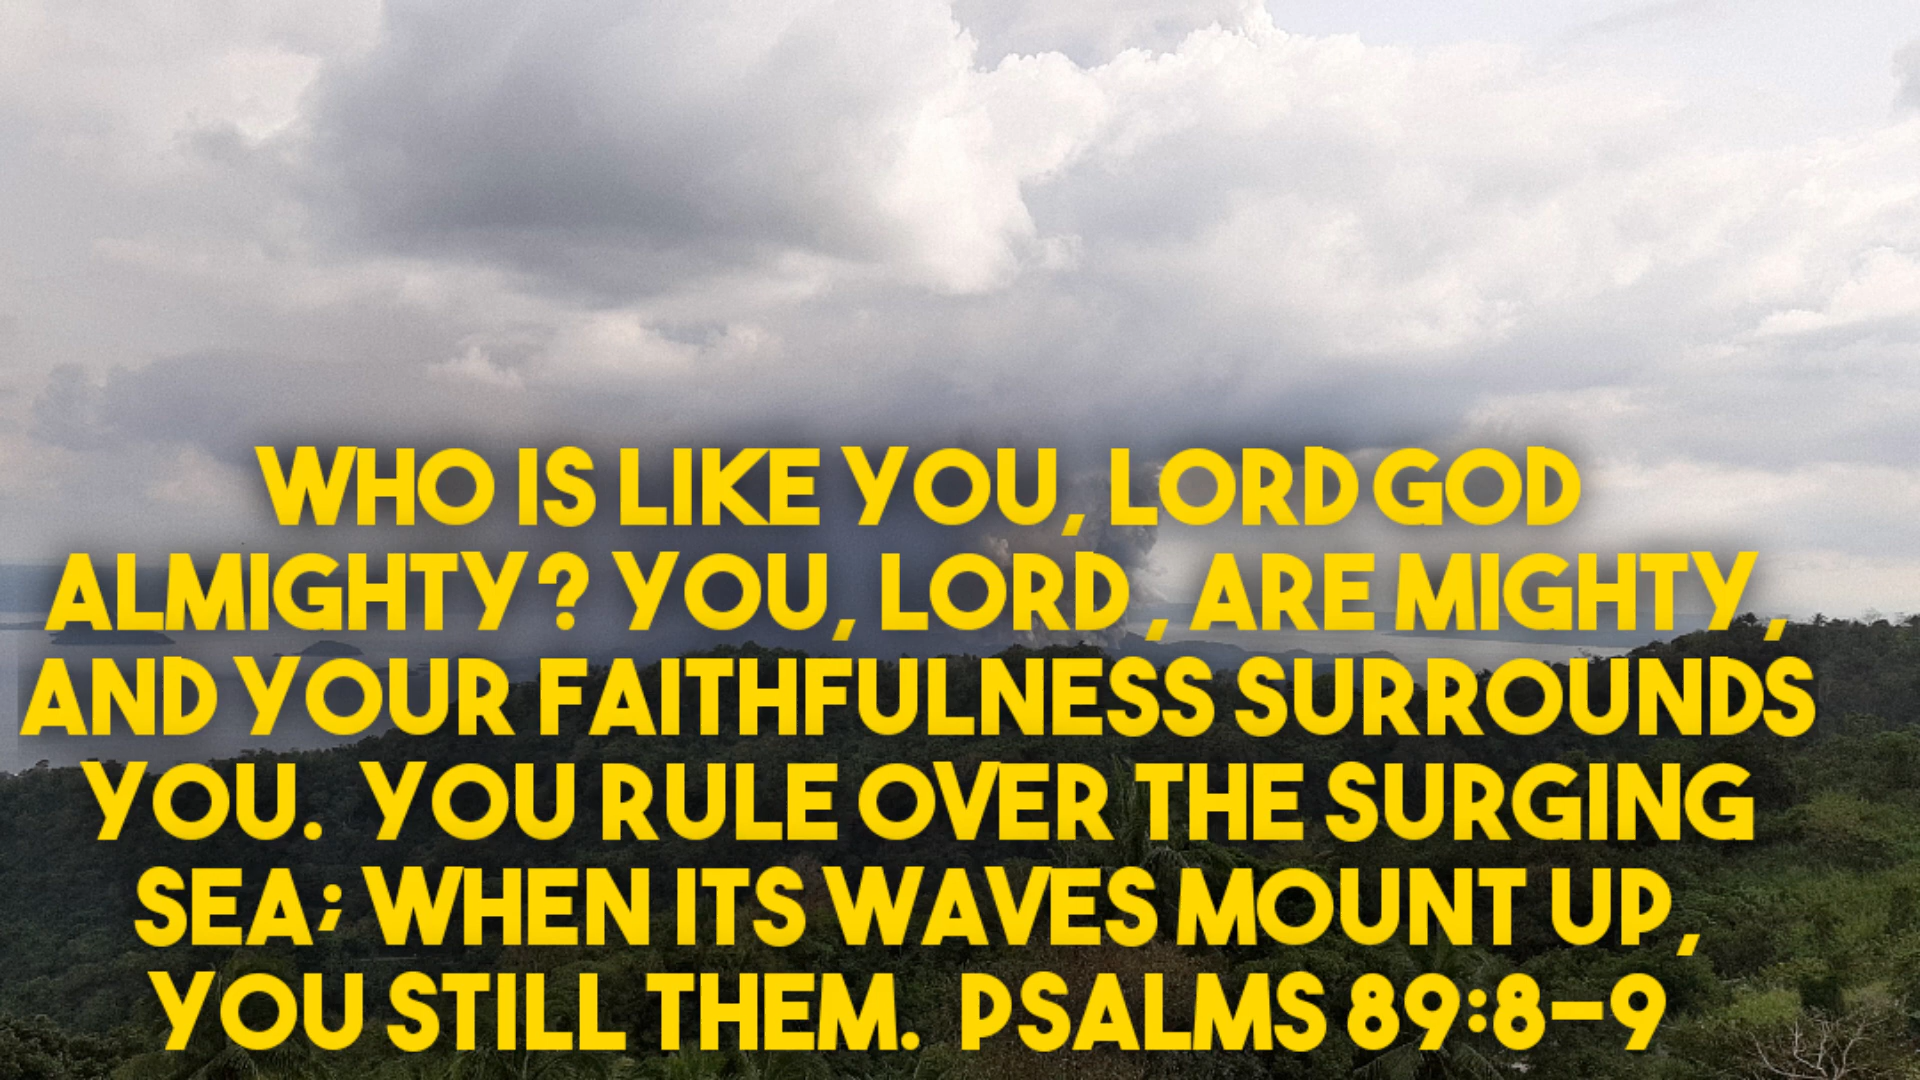 WHO IS LIKE YOU, LORD GOD
ALMIGHTY? YOU, LORD , ARE MIGHTY,
AND YOUR FAITHFULNESS SURROUNDS
YOU. YOU RULE OVER THE SURGING
SEA; WHEN ITS WAVES MOUNT UP,
YOU STILL THEM. PSALMS 89:8-9